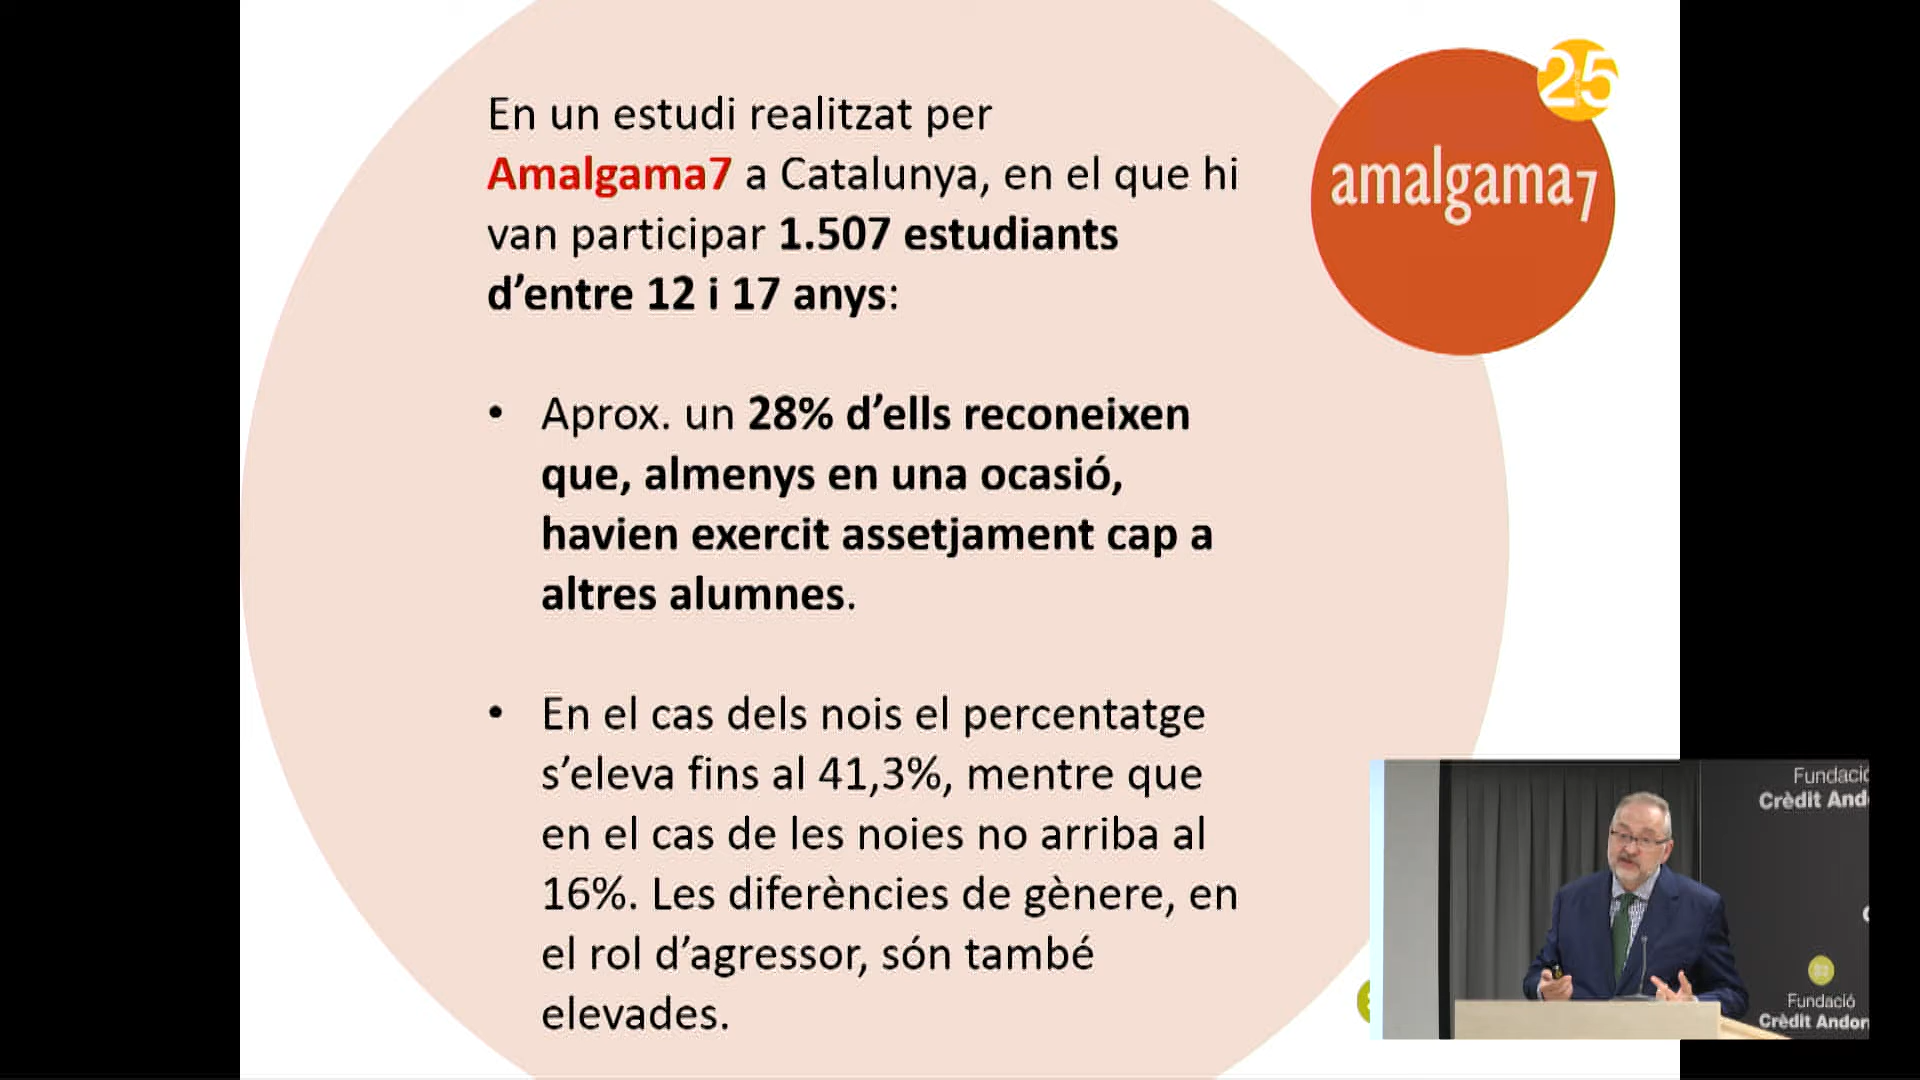 En un estudi realitzat per
Amalgama7 a Catalunya, en el que hi
van participar 1.507 estudiants
d’entre 12 i 17 anys:
• Aprox. un 28% d’ells reconeixen
que, almenys en una ocasió,
havien exercit assetjament cap a
altres alumnes.
• En el cas dels nois el percentatge
s’eleva fins al 41,3%, mentre que
en el cas de les noies no arriba al
16%. Les diferències de gènere, en
el rol d’agressor, són també
elevades.
25
amalgama7
Fundació
Crèdit And
Fundació
Crèdit Andorr